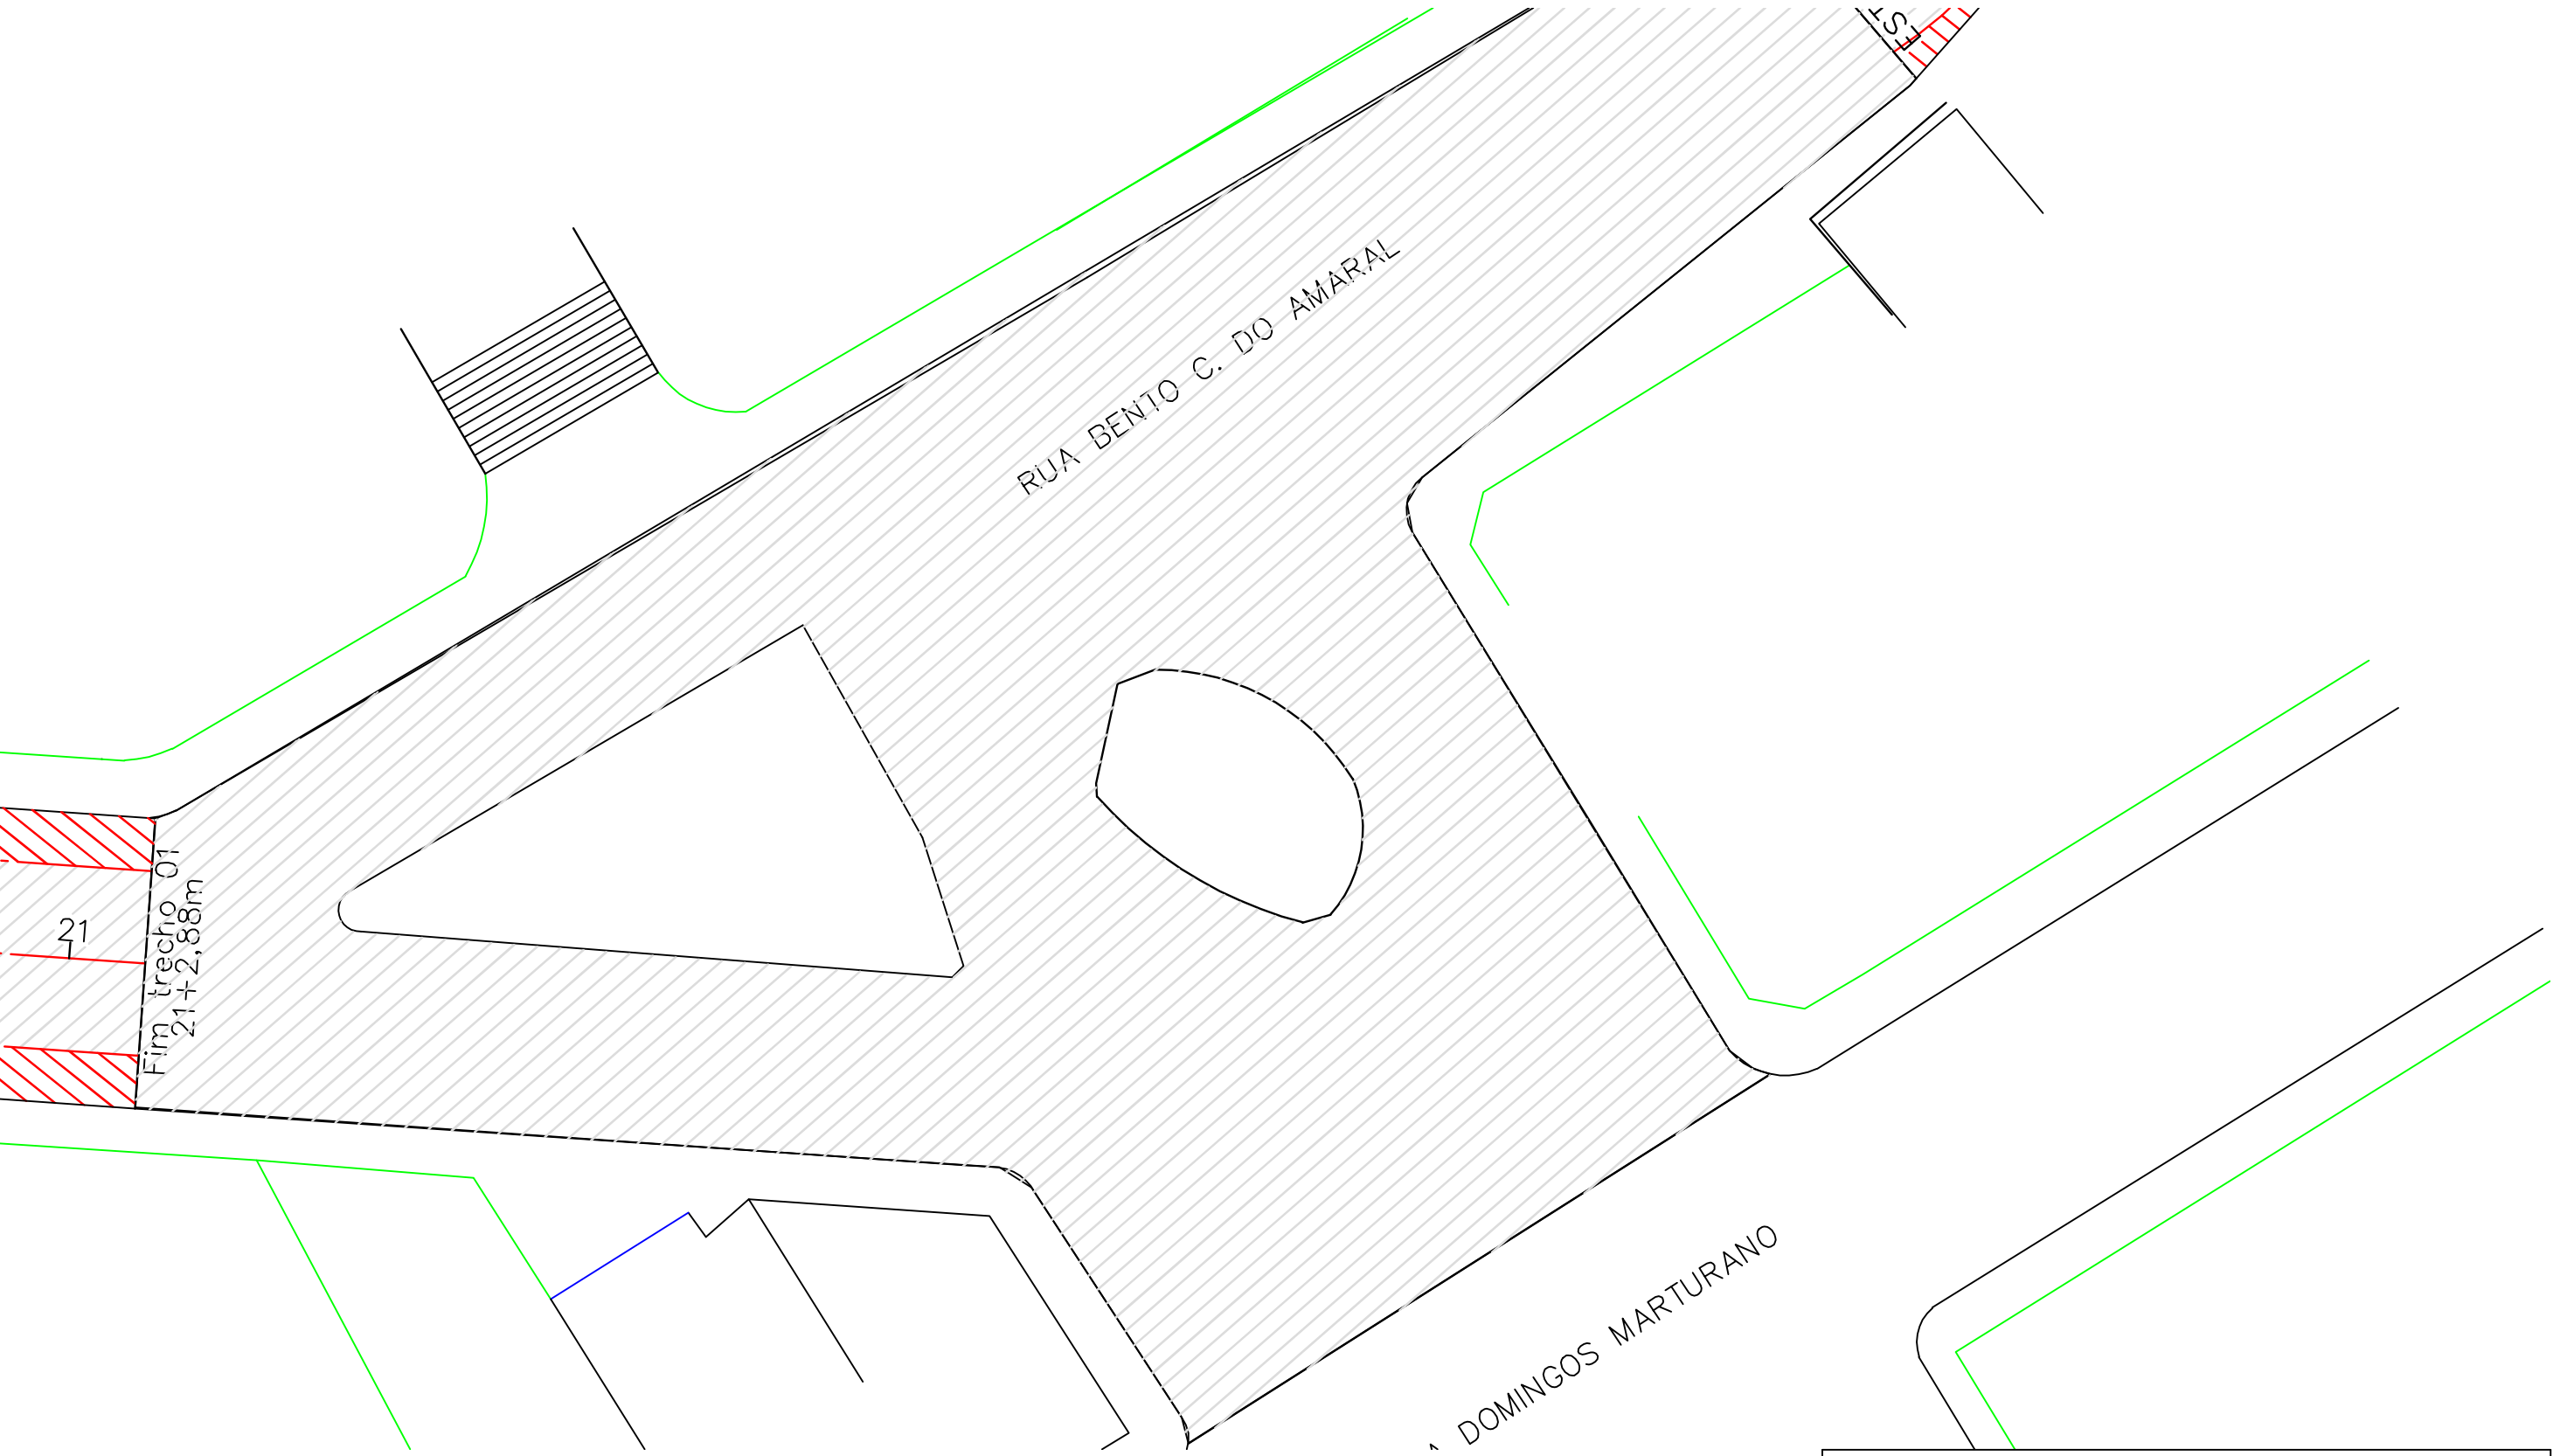 RUA BENTO C. DO AMARAL
21
Fim trecho 01
21+2,88m
DOMINGOS MARTURANO